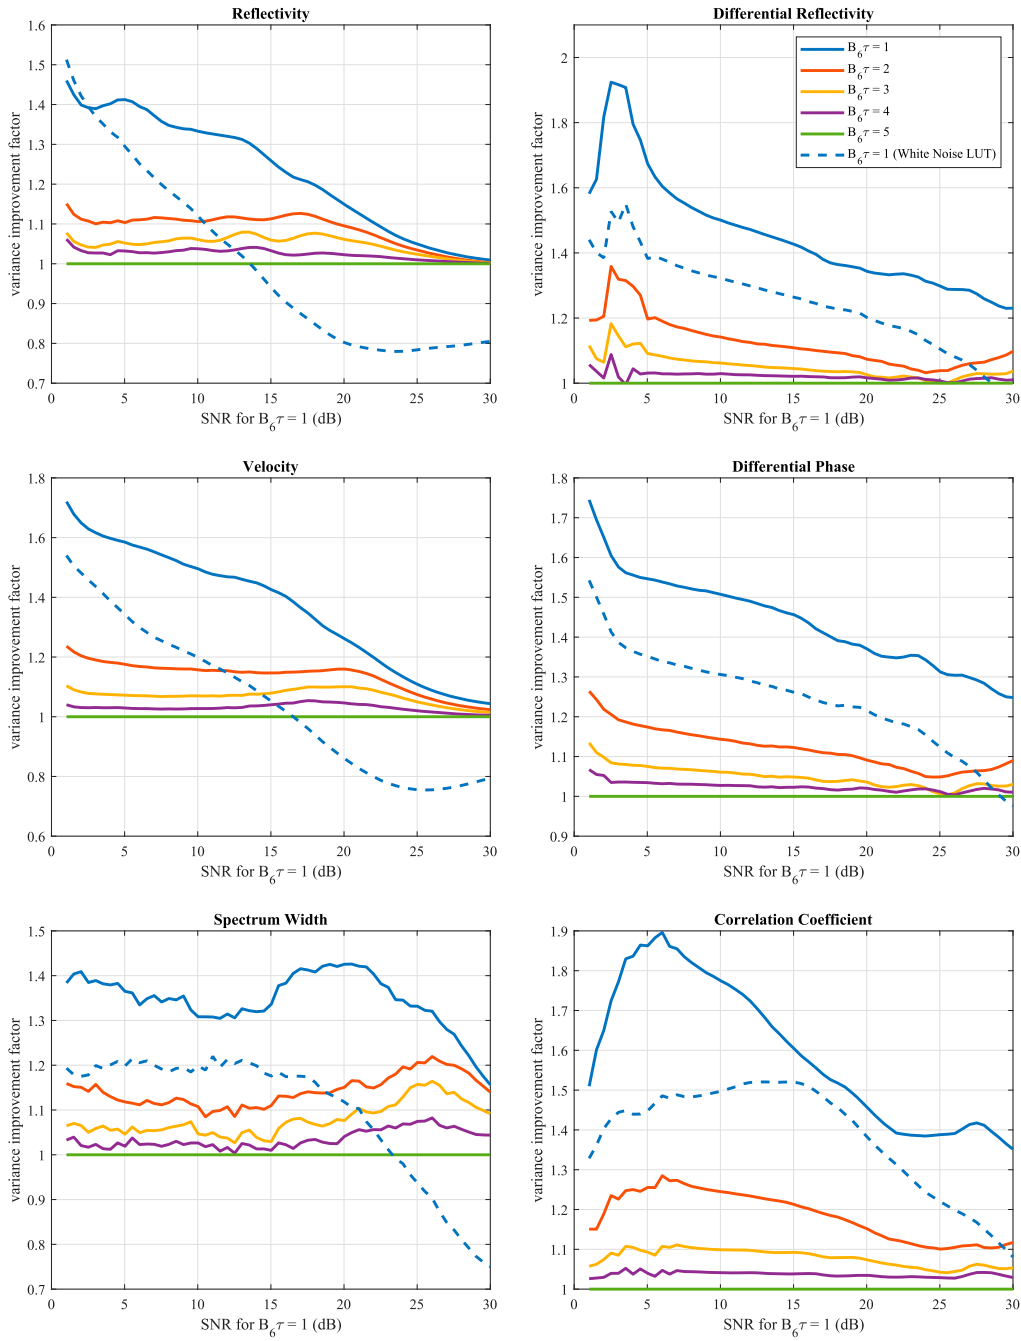 Reflectivity
variance improvement factor
1.6
1.5
1.4
1.3
1.2
1.1
1
0.9
0.8
0.7
0 5 10 15 20 25 30
SNR for B6τ = 1 (dB)
Differential Reflectivity
variance improvement factor
2
1.8
1.6
1.4
1.2
1
B6τ = 1
B6τ = 2
B6τ = 3
B6τ = 4
B6τ = 5
B6τ = 1 (White Noise LUT)
0 5 10 15 20 25 30
SNR for B6τ = 1 (dB)
Velocity
variance improvement factor
1.8
1.6
1.4
1.2
1
0.8
0.6
0 5 10 15 20 25 30
SNR for B6τ = 1 (dB)
Differential Phase
variance improvement factor
1.8
1.7
1.6
1.5
1.4
1.3
1.2
1.1
1
0.9
0 5 10 15 20 25 30
SNR for B6τ = 1 (dB)
Spectrum Width
variance improvement factor
1.5
1.4
1.3
1.2
1.1
1
0.9
0.8
0.7
0 5 10 15 20 25 30
SNR for B6τ = 1 (dB)
Correlation Coefficient
variance improvement factor
1.9
1.8
1.7
1.6
1.5
1.4
1.3
1.2
1.1
1
0 5 10 15 20 25 30
SNR for B6τ = 1 (dB)